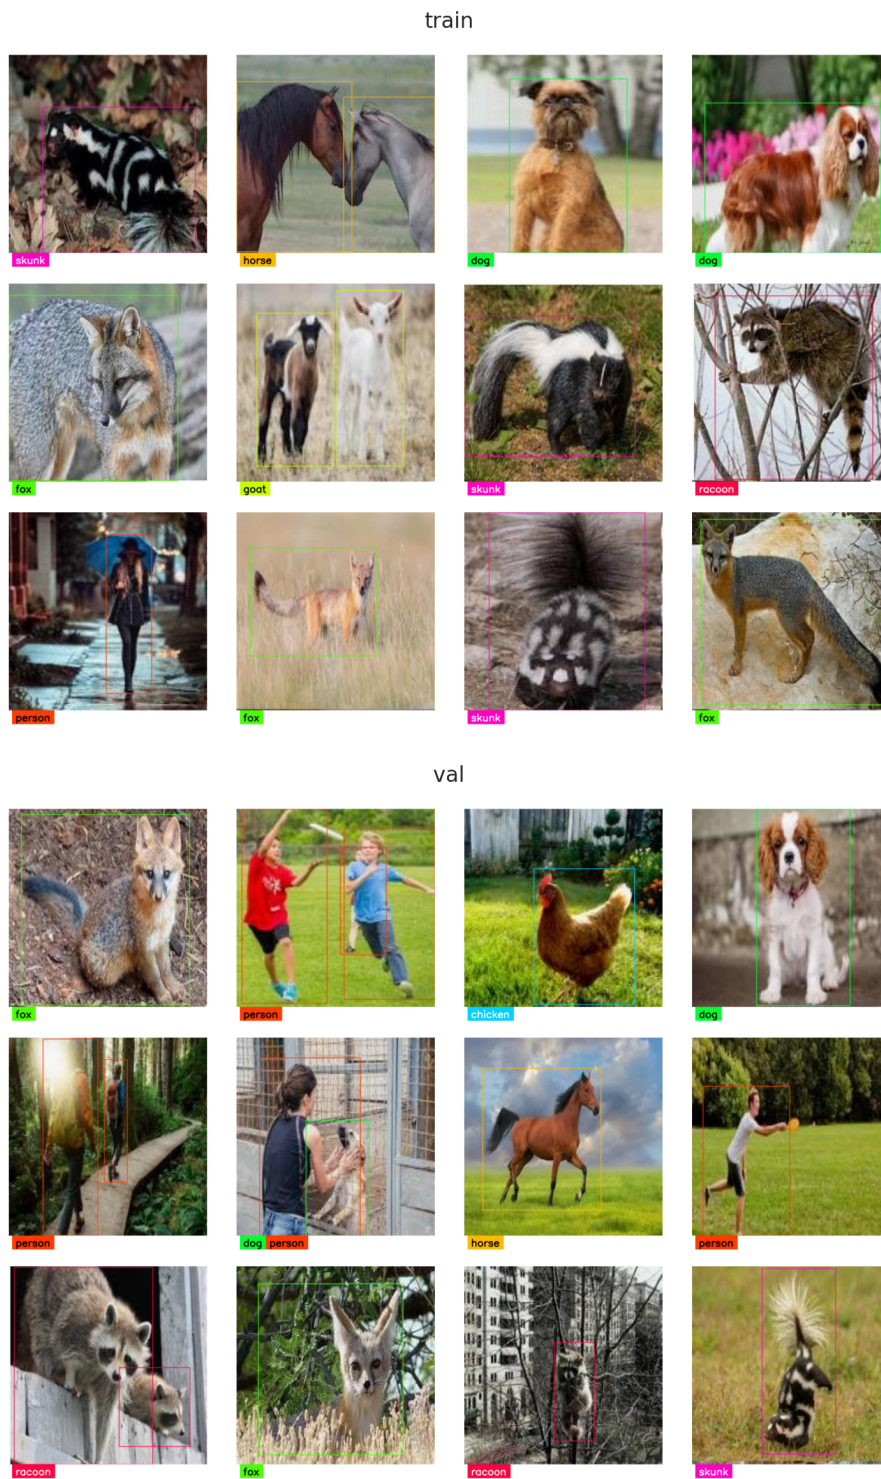 train
skunk
horse
dog
dog
fox
goat
skunk
racoon
person
fox
skunk
fox
val
fox
person
chicken
dog
person
dog person
horse
person
racoon
fox
racoon
skunk